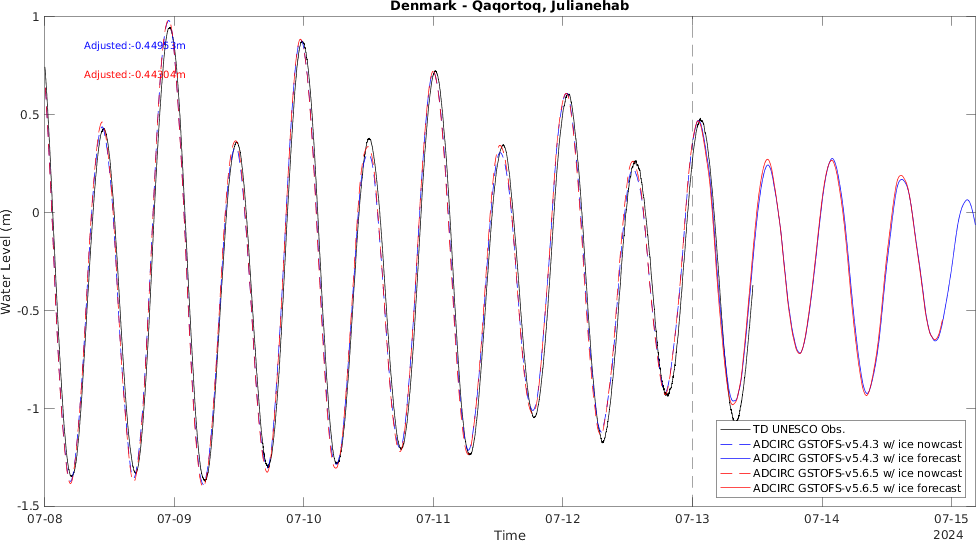 Denmark - Qaqortoq, Julianehab
Adjusted:-0.44953m
Adjusted:-0.44304m
1
0.5
0
-0.5
-1
-1.5
Water Level (m)
07-08 07-09 07-10 07-11 07-12 07-13 07-14 07-15
Time
2024
TD UNESCO Obs.
ADCIRC GSTOFS-v5.4.3 w/ ice nowcast
ADCIRC GSTOFS-v5.4.3 w/ ice forecast
ADCIRC GSTOFS-v5.6.5 w/ ice nowcast
ADCIRC GSTOFS-v5.6.5 w/ ice forecast